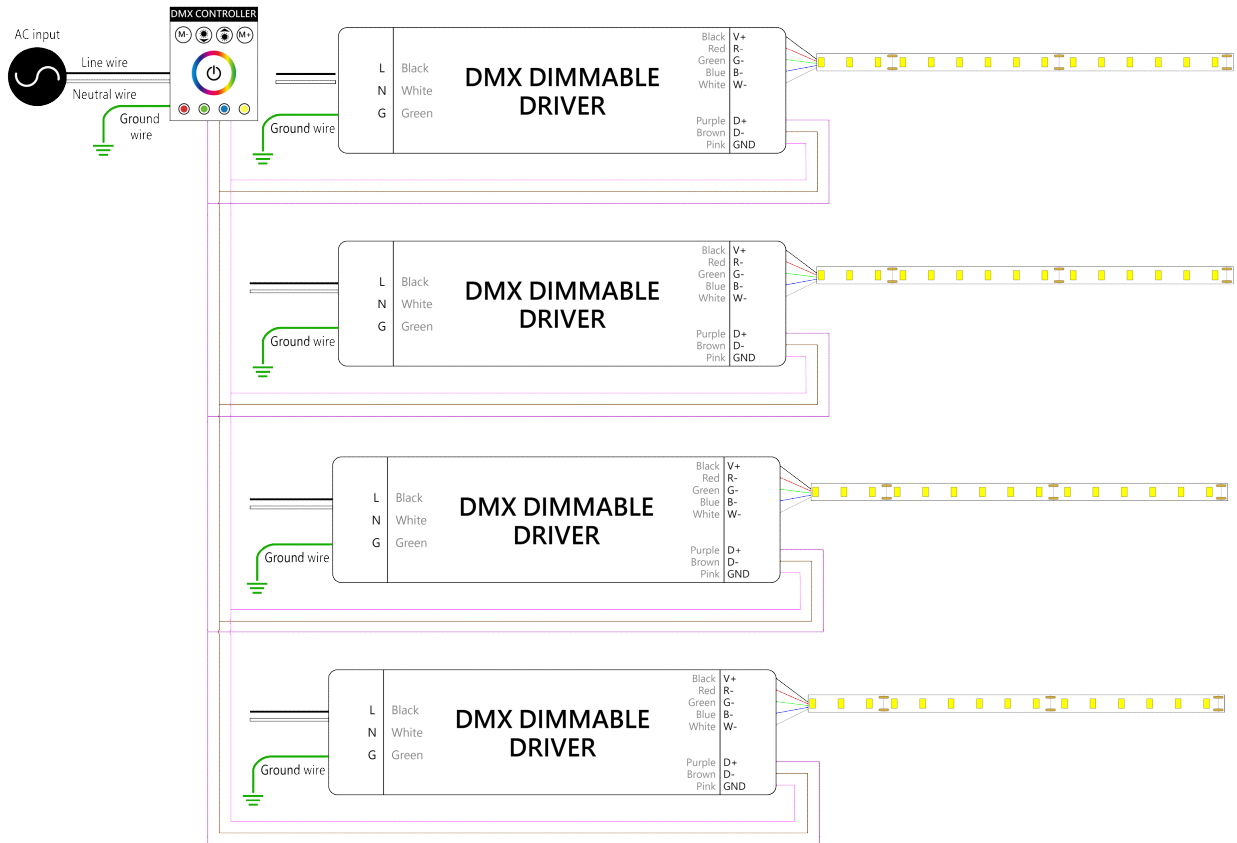 DMX CONTROLLER
M- M+
AC input
Line wire
Neutral wire
Ground
wire
L Black
N White
G Green
Ground wire
DMX DIMMABLE
DRIVER
Black V+
Red R-
Green G-
Blue B-
White W-
Purple D+
Brown D-
Pink GND
L Black
N White
G Green
Ground wire
DMX DIMMABLE
DRIVER
Black V+
Red R-
Green G-
Blue B-
White W-
Purple D+
Brown D-
Pink GND
L Black
N White
G Green
Ground wire
DMX DIMMABLE
DRIVER
Black V+
Red R-
Green G-
Blue B-
White W-
Purple D+
Brown D-
Pink GND
L Black
N White
G Green
Ground wire
DMX DIMMABLE
DRIVER
Black V+
Red R-
Green G-
Blue B-
White W-
Purple D+
Brown D-
Pink GND